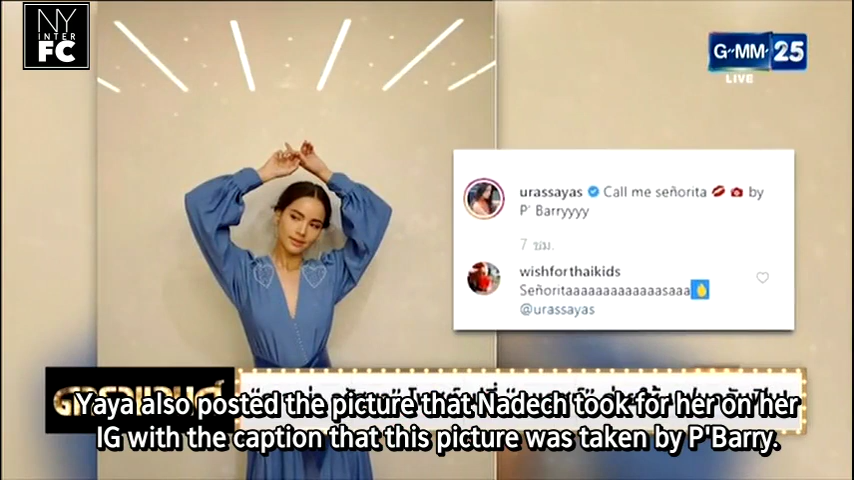 NY
INTER
FC
GMM 25
LIVE
urassayas Call me señorita 💋 📷 by
P' Barryyyy
7 ชม.
wishforthaikids
Señoritaaaaaaaaaaaaaasaaa
@urassayas
Yaya also posted the picture that Nadech took for her on her
IG with the caption that this picture was taken by P'Barry.